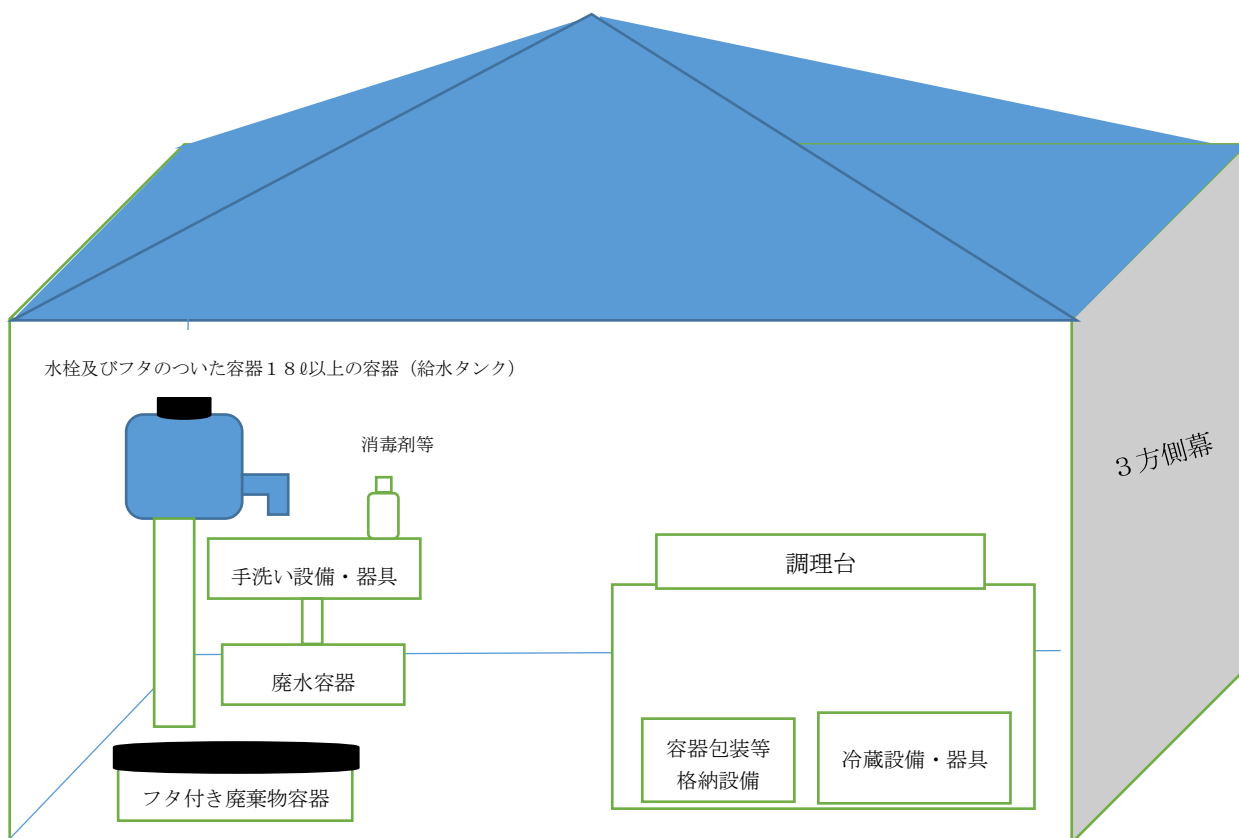 水栓及びフタのついた容器１８ℓ以上の容器（給水タンク）
消毒剤等
３方側幕
手洗い設備・器具
調理台
廃水容器
容器包装等
格納設備
冷蔵設備・器具
フタ付き廃棄物容器